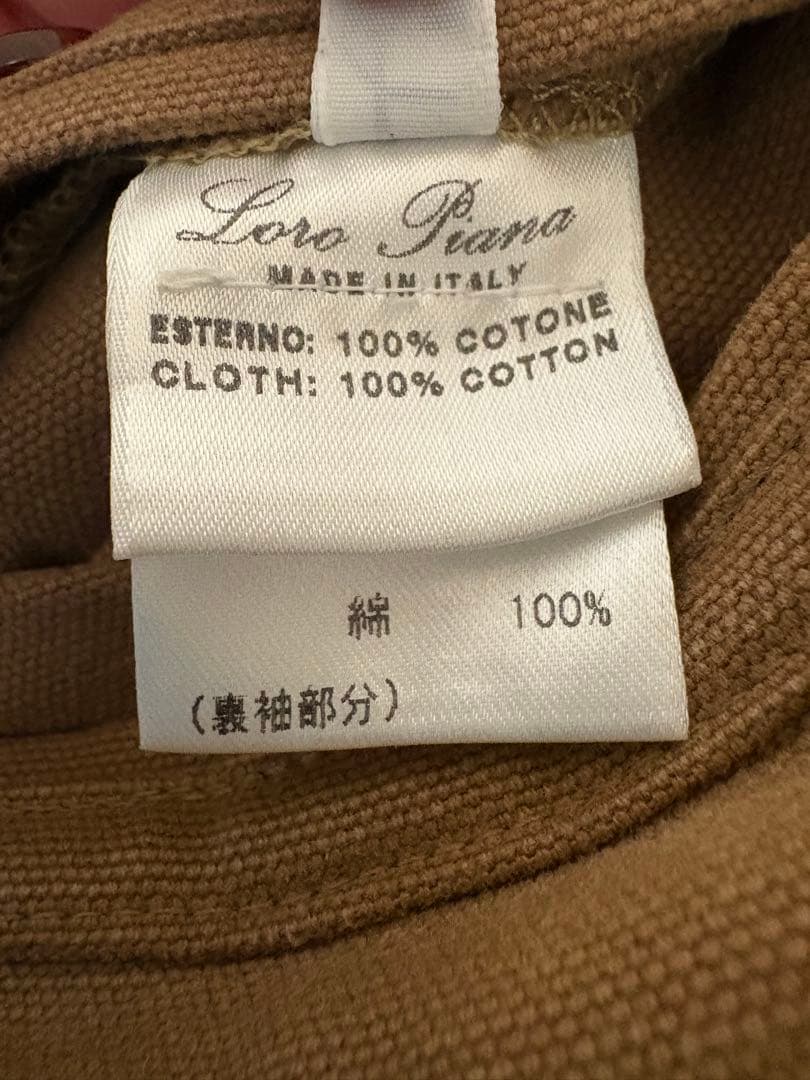 Loro Piana
MADE IN ITALY
ESTERNO: 100% COTONE
CLOTH: 100% COTTON
綿 100%
(裏袖部分)